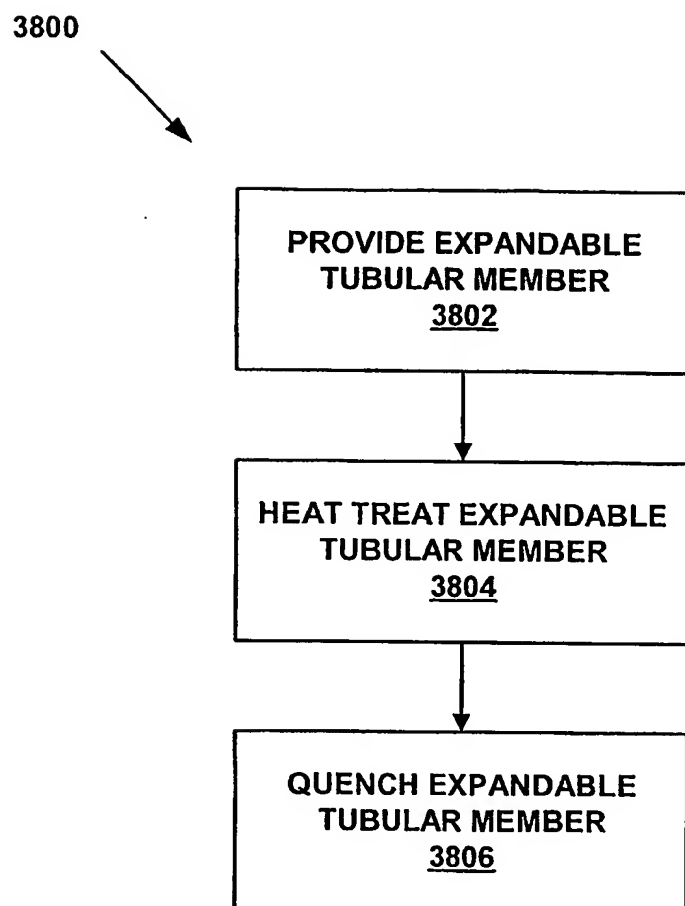 3800
PROVIDE EXPANDABLE
TUBULAR MEMBER
3802
HEAT TREAT EXPANDABLE
TUBULAR MEMBER
3804
QUENCH EXPANDABLE
TUBULAR MEMBER
3806